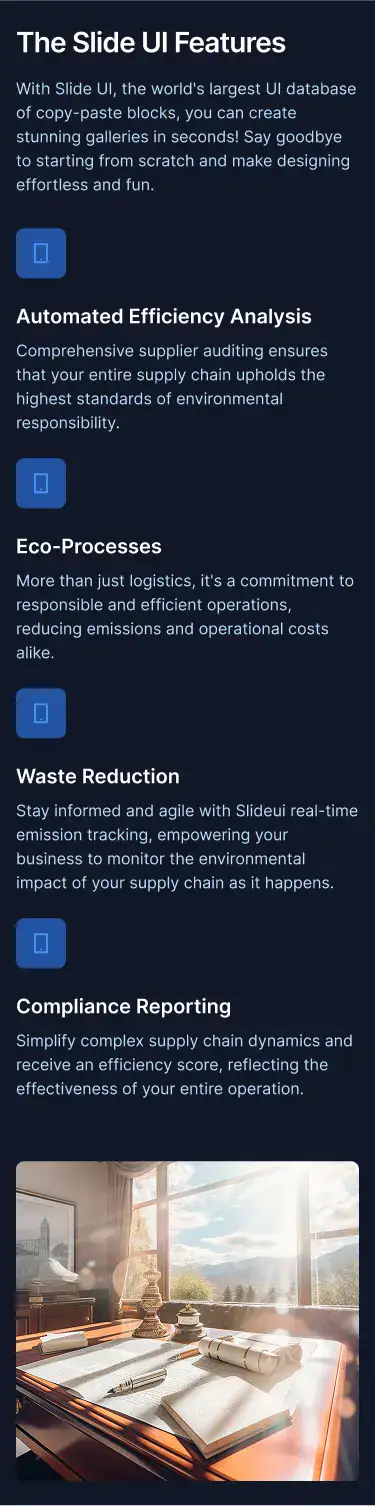 The Slide UI Features
With Slide UI, the world's largest UI database
of copy-paste blocks, you can create
stunning galleries in seconds! Say goodbye
to starting from scratch and make designing
effortless and fun.
Automated Efficiency Analysis
Comprehensive supplier auditing ensures
that your entire supply chain upholds the
highest standards of environmental
responsibility.
Eco-Processes
More than just logistics, it's a commitment to
responsible and efficient operations,
reducing emissions and operational costs
alike.
Waste Reduction
Stay informed and agile with Slideui real-time
emission tracking, empowering your
business to monitor the environmental
impact of your supply chain as it happens.
Compliance Reporting
Simplify complex supply chain dynamics and
receive an efficiency score, reflecting the
effectiveness of your entire operation.